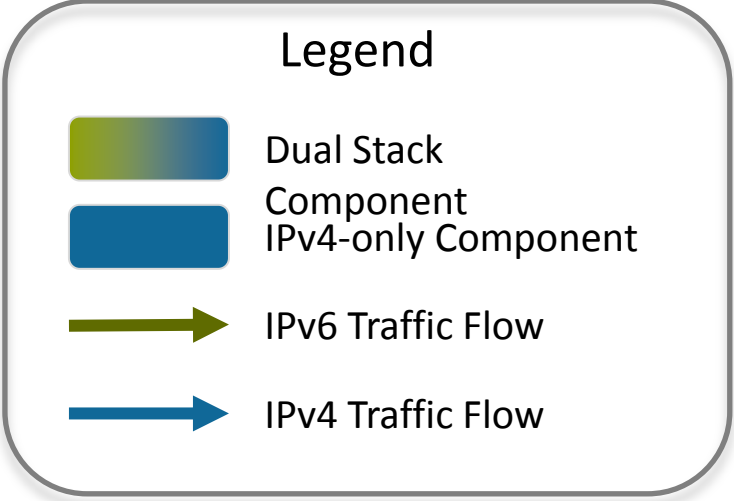 Legend
Dual Stack
Component
IPv4-only Component
IPv6 Traffic Flow
IPv4 Traffic Flow